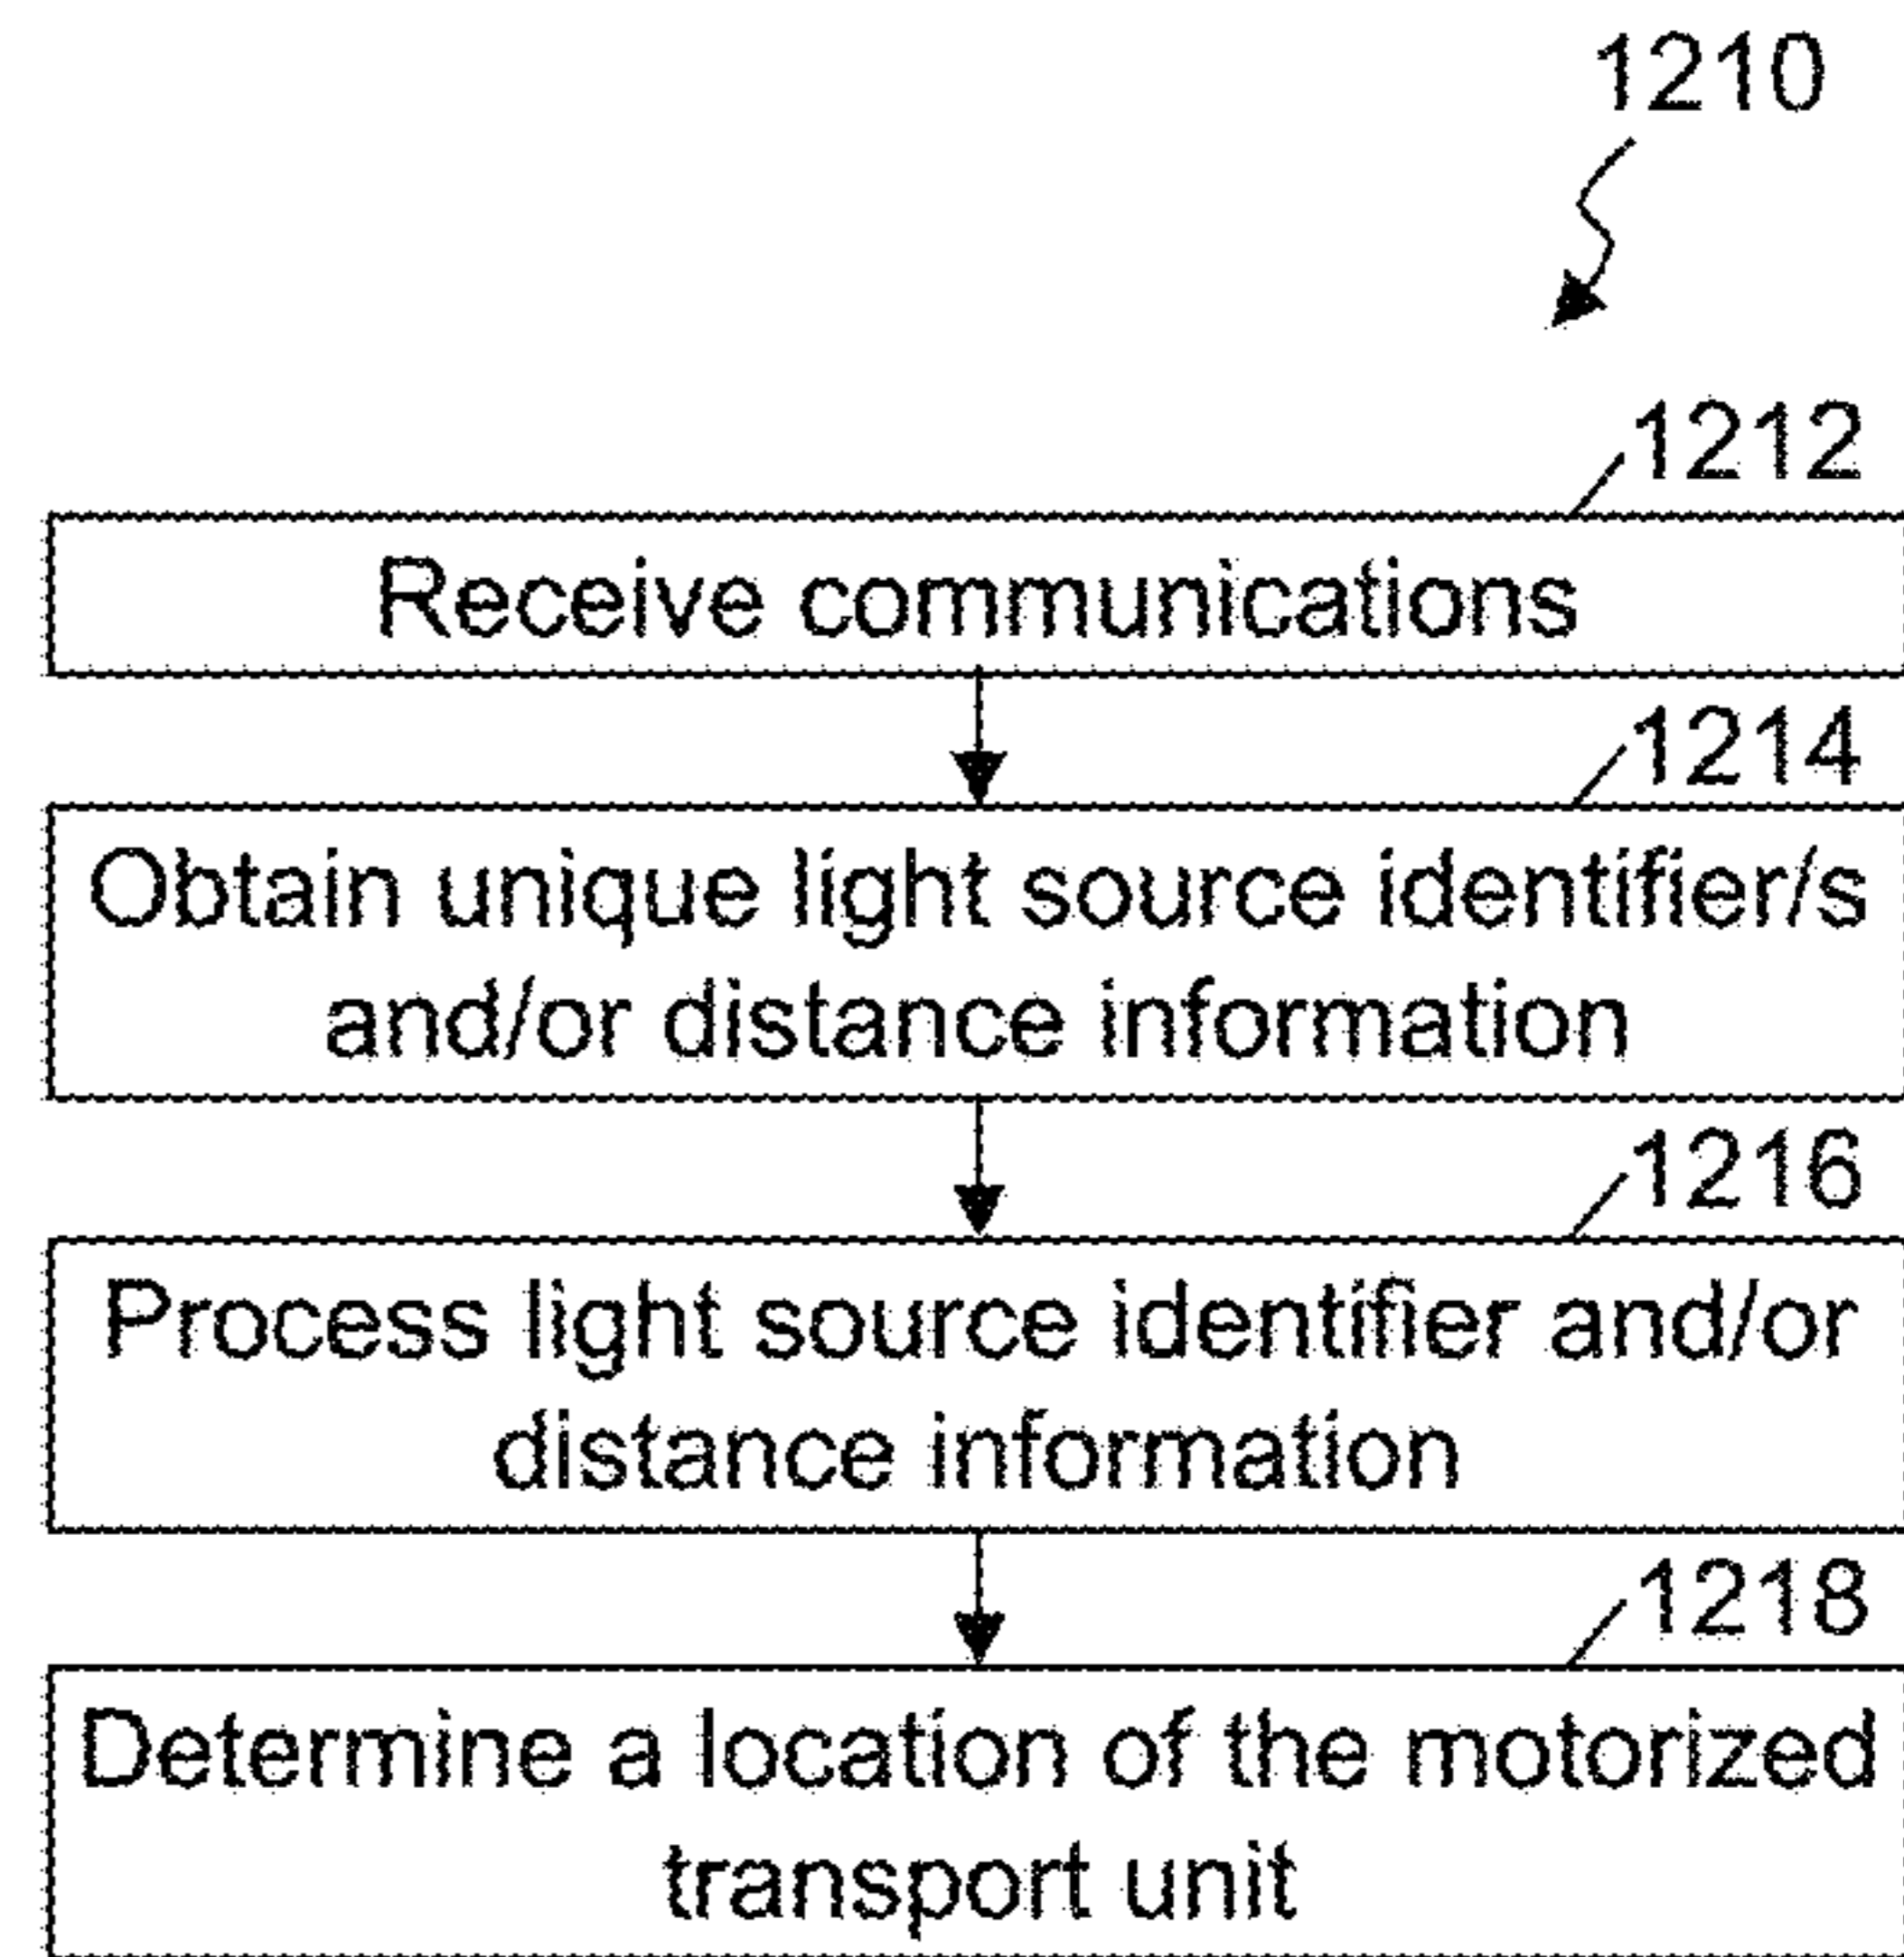 1210
1212
Receive communications
1214
Obtain unique light source identifier/s
and/or distance information
1216
Process light source identifier and/or
distance information
1218
Determine a location of the motorized
transport unit